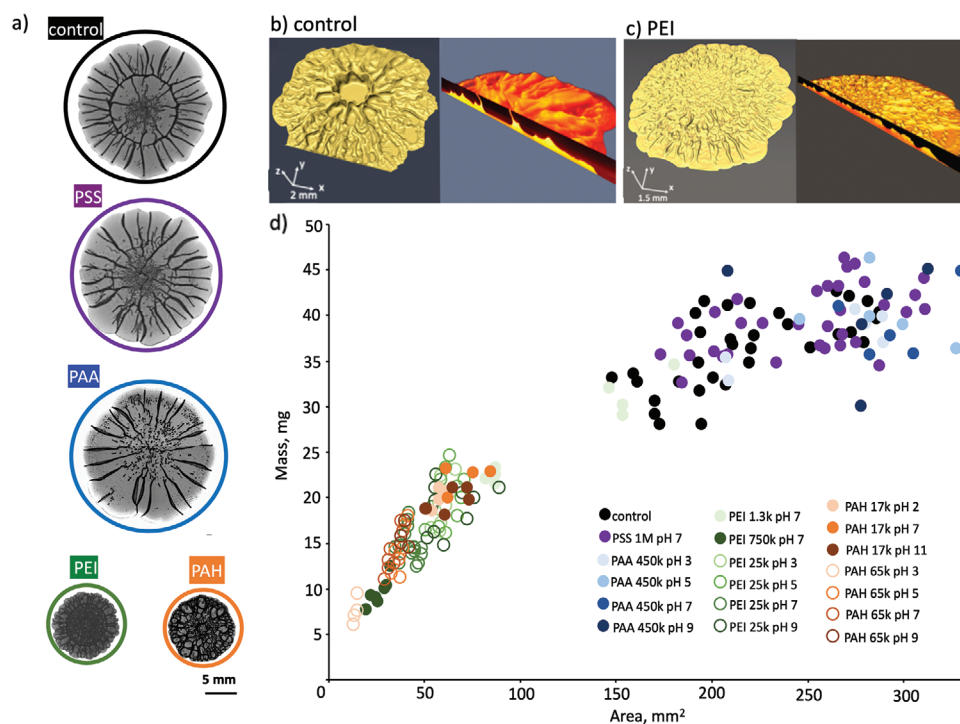 a)
control
PSS
PAA
PEI
PAH
5 mm
b) control
z
y
x
2 mm
c) PEI
z
y
x
1.5 mm
d)
50
45
40
35
30
25
20
15
10
5
Mass, mg
0
50
100
150
200
250
300
Area, mm²
control
PSS 1M pH 7
PAA 450k pH 3
PAA 450k pH 5
PAA 450k pH 7
PAA 450k pH 9
PEI 1.3k pH 7
PEI 750k pH 7
PEI 25k pH 3
PEI 25k pH 5
PEI 25k pH 7
PEI 25k pH 9
PAH 17k pH 2
PAH 17k pH 7
PAH 17k pH 11
PAH 65k pH 3
PAH 65k pH 5
PAH 65k pH 7
PAH 65k pH 9